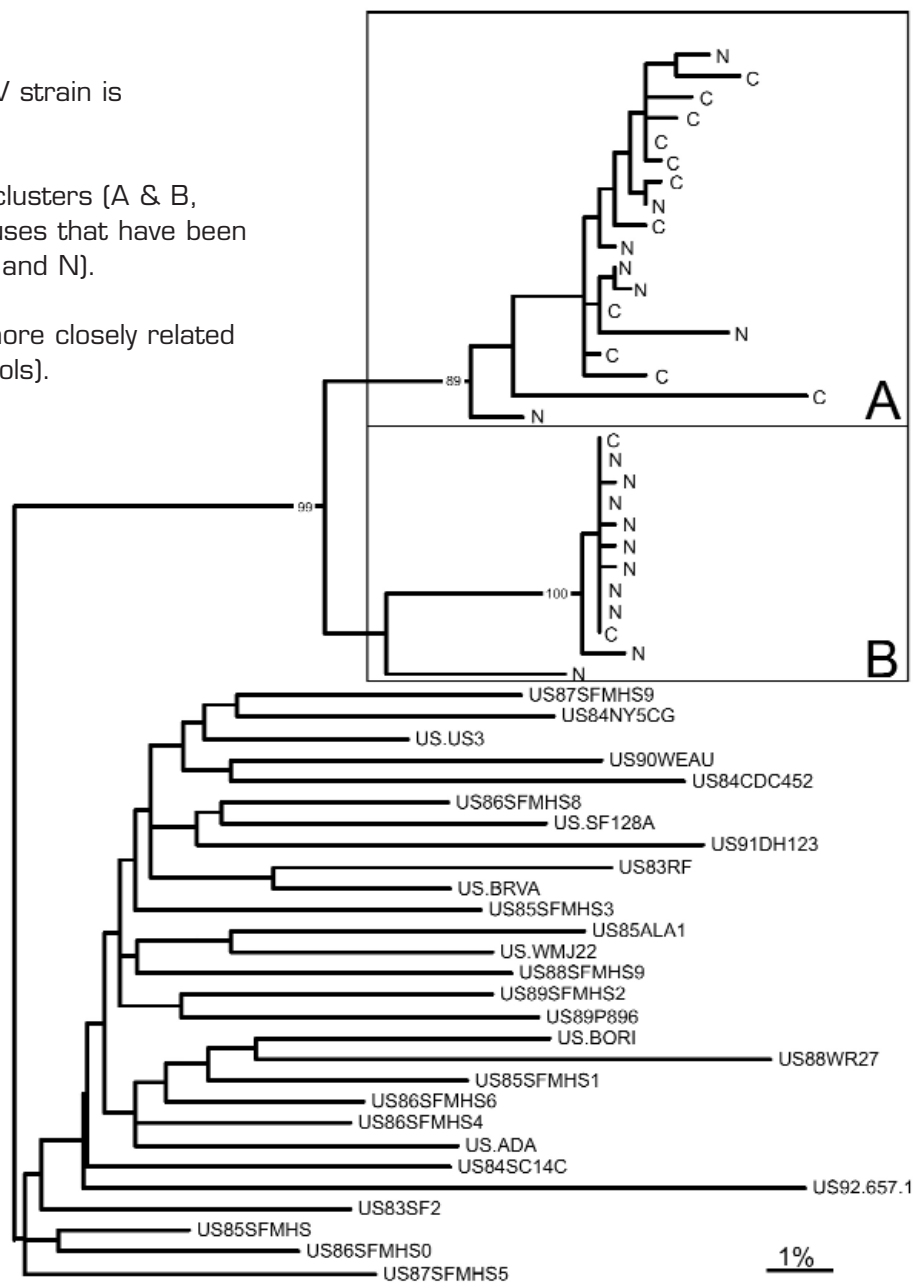 V strain is
clusters (A & B,
uses that have been
and N).
more closely related
ols).
N
C
C
C
C
C
C
N
C
N
N
N
C
N
C
C
89
C
A
N
C
N
N
N
99
N
N
N
100
N
N
C
N
B
N
US87SFMHS9
US84NY5CG
US.US3
US90WEAU
US84CDC452
US86SFMHS8
US.SF128A
US91DH123
US83RF
US.BRVA
US85SFMHS3
US85ALA1
US.WMJ22
US88SFMHS9
US89SFMHS2
US89P896
US.BORI
US88WR27
US85SFMHS1
US86SFMHS6
US86SFMHS4
US.ADA
US84SC14C
US92.657.1
US83SF2
US85SFMHS
US86SFMHS0
1%
US87SFMHS5